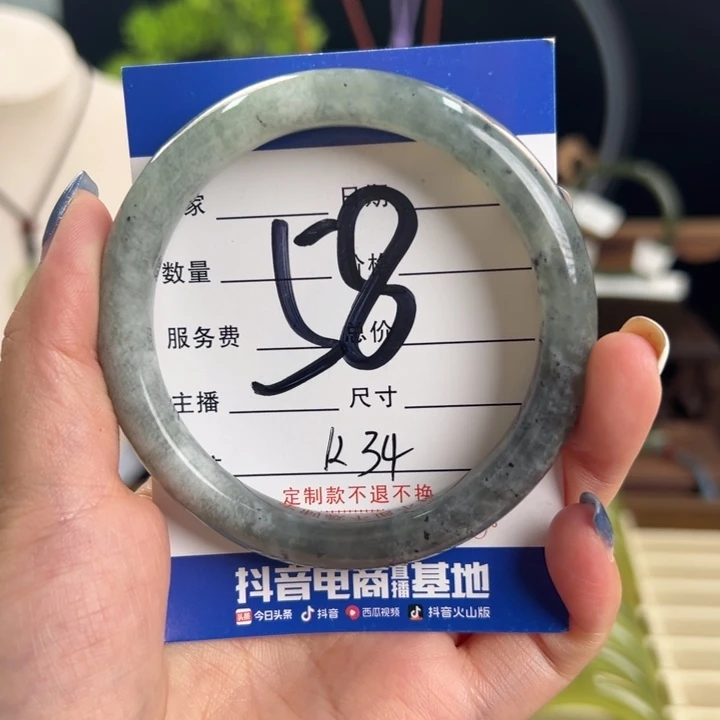 家 日期
58
数量 价格
服务费 总价
主播 尺寸
K34
定制款不退不换
抖音电商直播基地
头条 今日头条 抖音 西瓜视频 抖音火山版